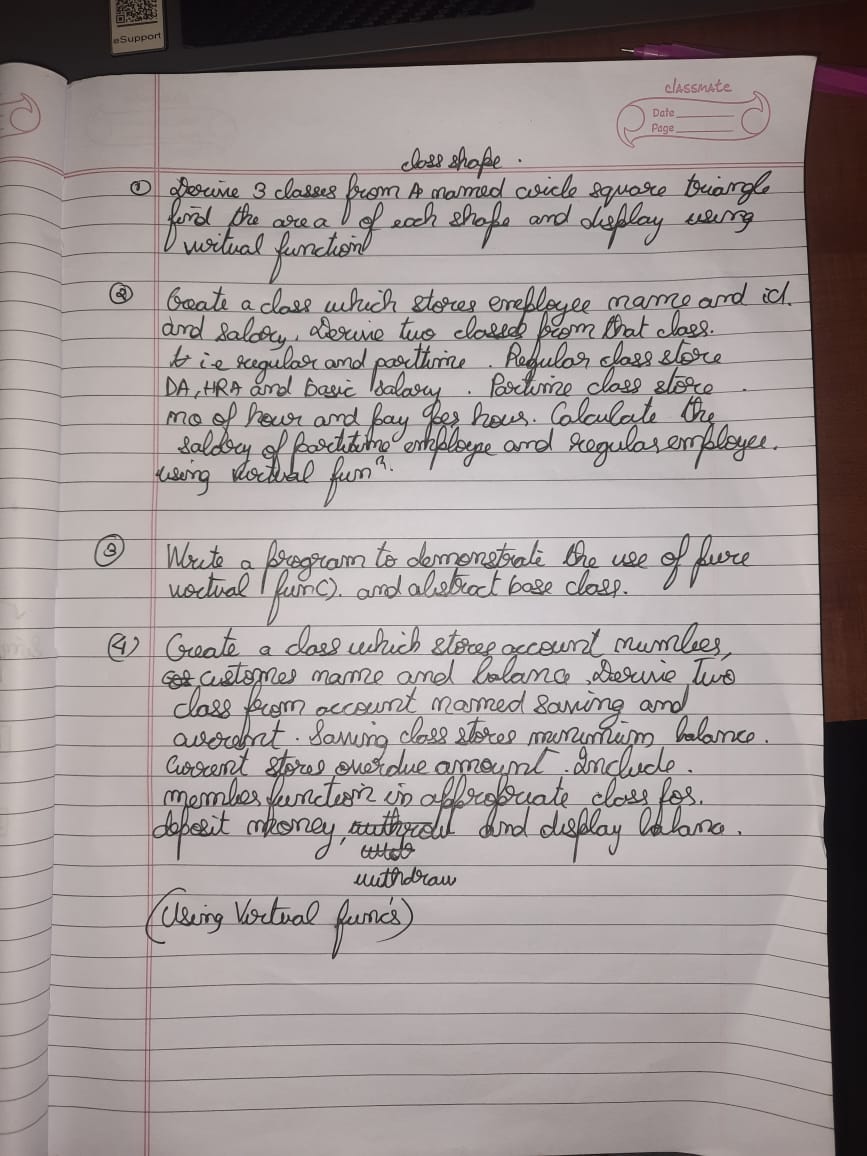 eSupport
classmate
Date
Page
class shape.
① Derive 3 classes from A named circle square triangle
find the area of each shape and display using
virtual function
② Create a class which stores employee name and id.
and salary. Derive two classes from that class.
i.e regular and parttime. Regular class store
DA, HRA and basic salary. Partime class store
no of hour and pay per hour. Calculate the
salary of parttime employee and regular employee.
using virtual funⁿ.
③ Write a program to demonstrate the use of pure
virtual func). and abstract base class.
④ Create a class which stores account number,
customer name and balance. Derive Two
class from account named saving and
. Saving class stores minimum balance.
Current stores overdue amount. Include.
member function in appropriate class for.
deposit money, and display balance.
withdraw
(Using Virtual func's)